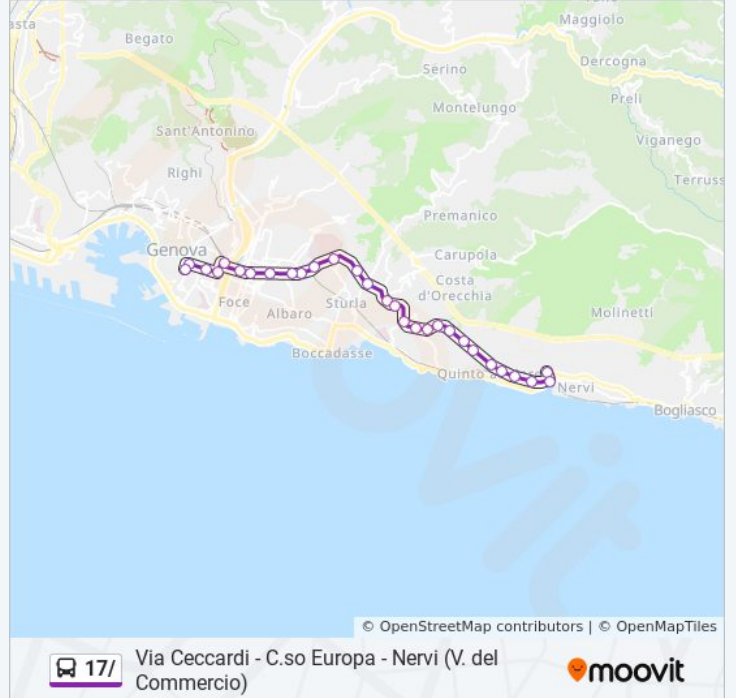 asta
Begato
Maggiolo
Serino
Dercogna
Montelungo
Preli
Sant'Antonino
Viganego
Righi
Terruss
Premanico
Genova
Carupola
Costa
d'Orecchia
Foce
Sturla
Albaro
Molinetti
Boccadasse
Quinto a
Nervi
Bogliasco
ovit
© OpenStreetMap contributors | © OpenMapTiles
17/
Via Ceccardi - C.so Europa - Nervi (V. del
Commercio)
moovit